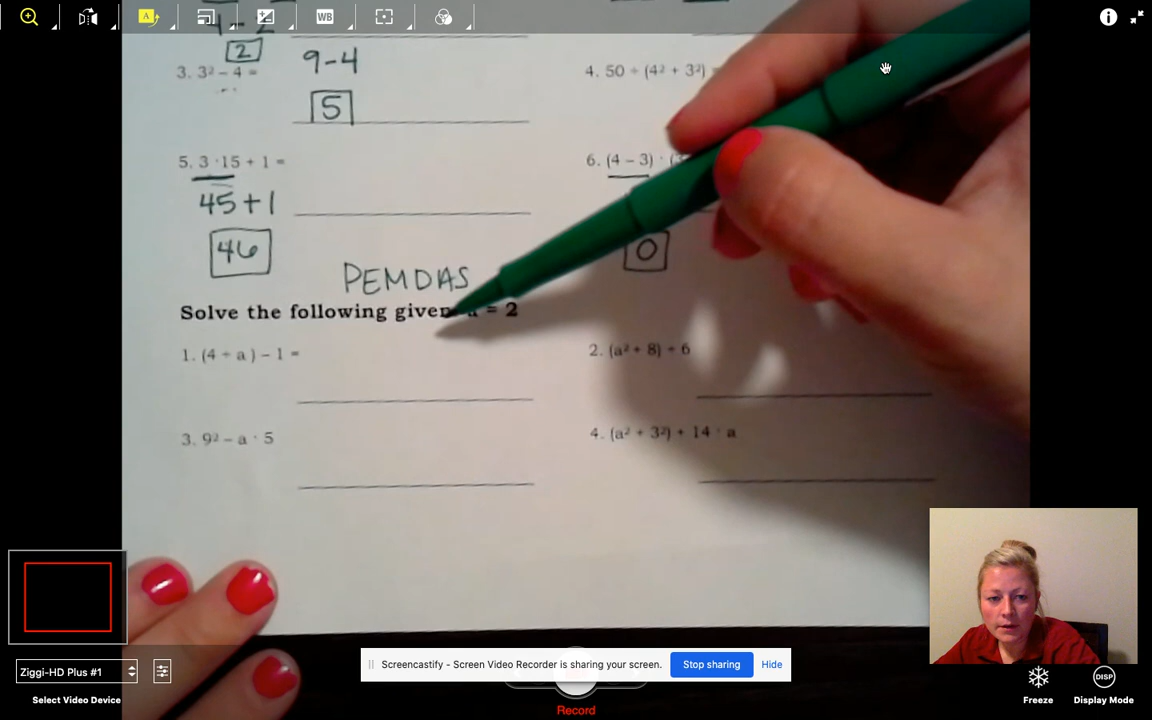 WB
2
3. 3² – 4 =
9-4
5
4. 50 ÷ (4² + 3²) =
5. 3 · 15 + 1 =
45+1
46
6. (4 – 3) · (3
0
PEMDAS
Solve the following given a = 2
1. (4 ÷ a ) – 1 =
2. (a² + 8) ÷ 6
3. 9² – a · 5
4. (a² + 3²) + 14 · a
Ziggi-HD Plus #1
Select Video Device
Screencastify - Screen Video Recorder is sharing your screen.
Stop sharing
Hide
Record
Freeze
DISP
Display Mode